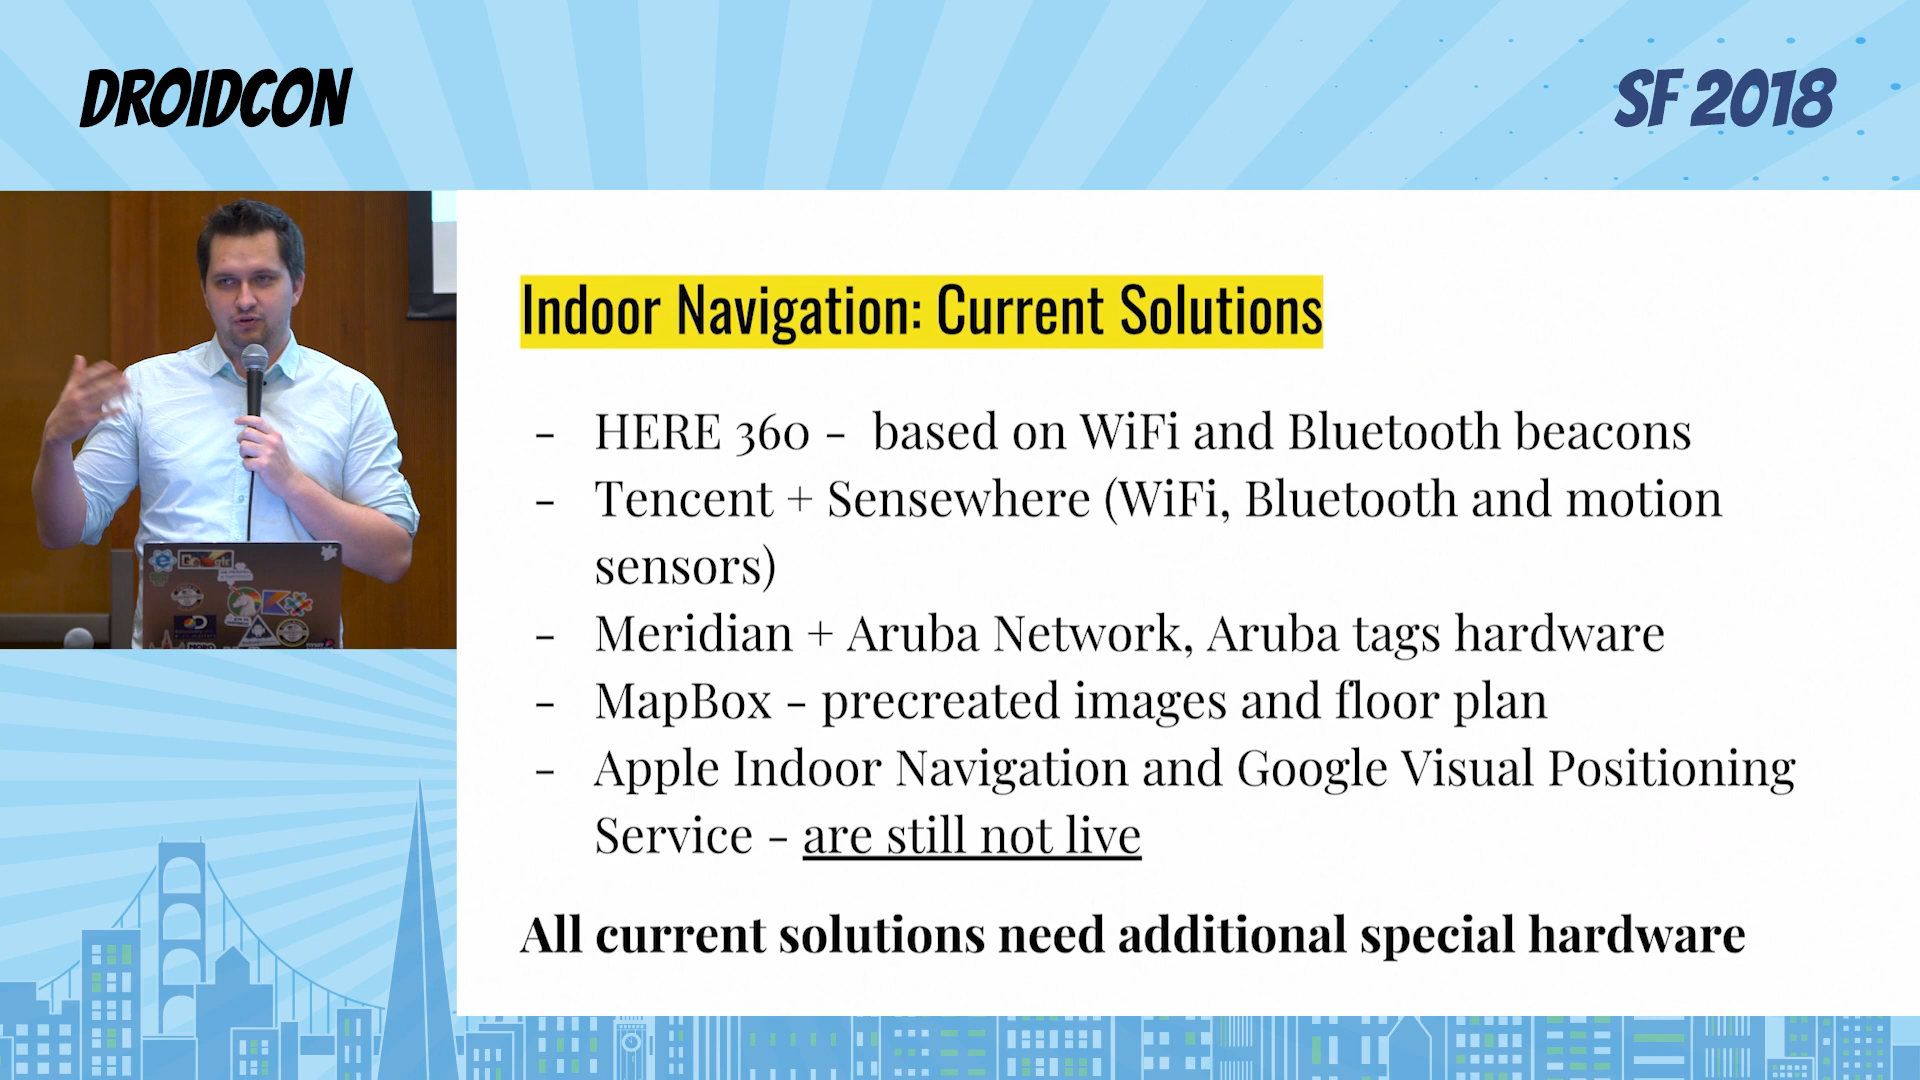 DROIDCON
SF 2018
Indoor Navigation: Current Solutions
- HERE 360 - based on WiFi and Bluetooth beacons
- Tencent + Sensewhere (WiFi, Bluetooth and motion
sensors)
- Meridian + Aruba Network, Aruba tags hardware
- MapBox - precreated images and floor plan
- Apple Indoor Navigation and Google Visual Positioning
Service - are still not live
All current solutions need additional special hardware
Google